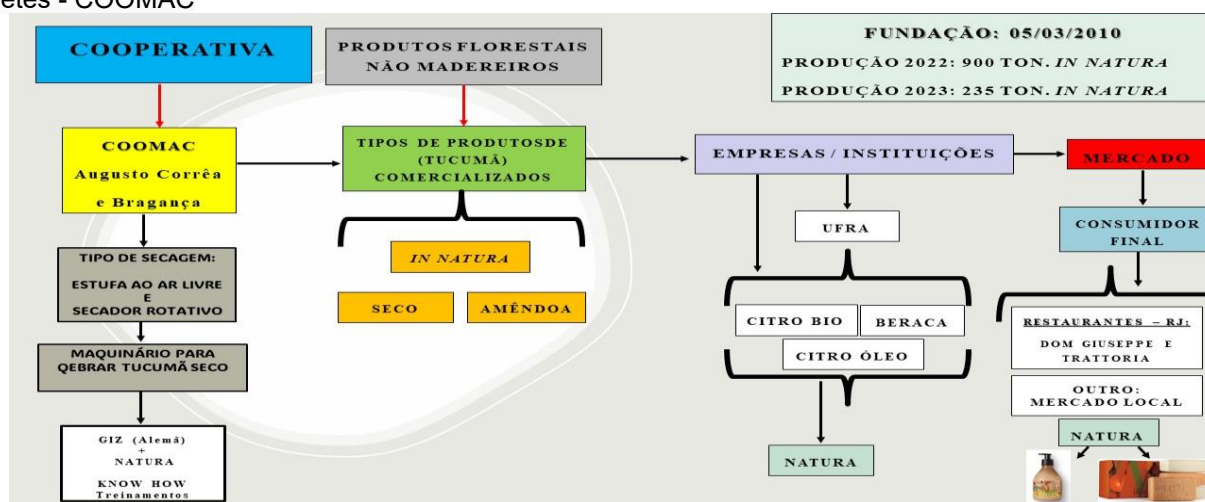 etes - COOMAC
COOPERATIVA
PRODUTOS FLORESTAIS
NÃO MADEREIROS
FUNDAÇÃO: 05/03/2010
PRODUÇÃO 2022: 900 TON. IN NATURA
PRODUÇÃO 2023: 235 TON. IN NATURA
COOMAC
Augusto Corrêa
e Bragança
TIPOS DE PRODUTOSDE
(TUCUMÃ)
COMERCIALIZADOS
EMPRESAS / INSTITUIÇÕES
MERCADO
TIPO DE SECAGEM:
ESTUFA AO AR LIVRE
E
SECADOR ROTATIVO
IN NATURA
SECO
AMÊNDOA
UFRA
CONSUMIDOR
FINAL
CITRO BIO
BERACA
CITRO ÓLEO
RESTAURANTES – RJ:
DOM GIUSEPPE E
TRATTORIA
MAQUINÁRIO PARA
QEBRAR TUCUMÃ SECO
OUTRO:
MERCADO LOCAL
GIZ (Alemã)
+
NATURA
KNOW HOW
Treinamentos
NATURA
NATURA